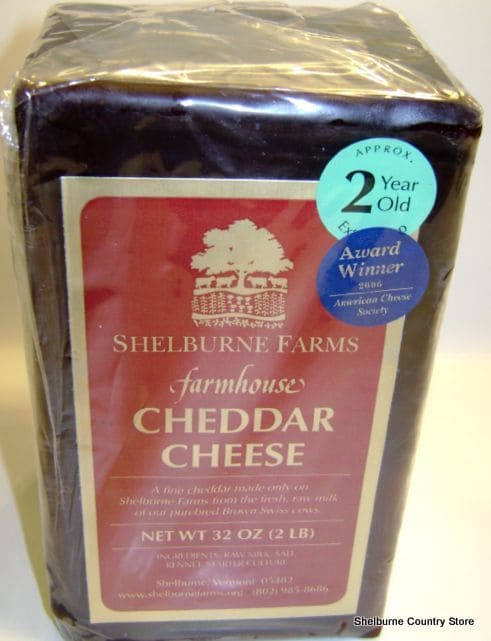 APPROX.
2 Year
Old
Award
Winner
2006
American Cheese
Society
SHELBURNE FARMS
farmhouse
CHEDDAR
CHEESE
A fine cheddar made only on
Shelburne Farms from the fresh, raw milk
of our purebred Brown Swiss cows.
NET WT 32 OZ (2 LB)
INGREDIENTS: RAW MILK, SALT,
RENNET, STARTER CULTURE
Shelburne, Vermont 05482
www.shelburnefarms.org (802) 985-8686
Shelburne Country Store